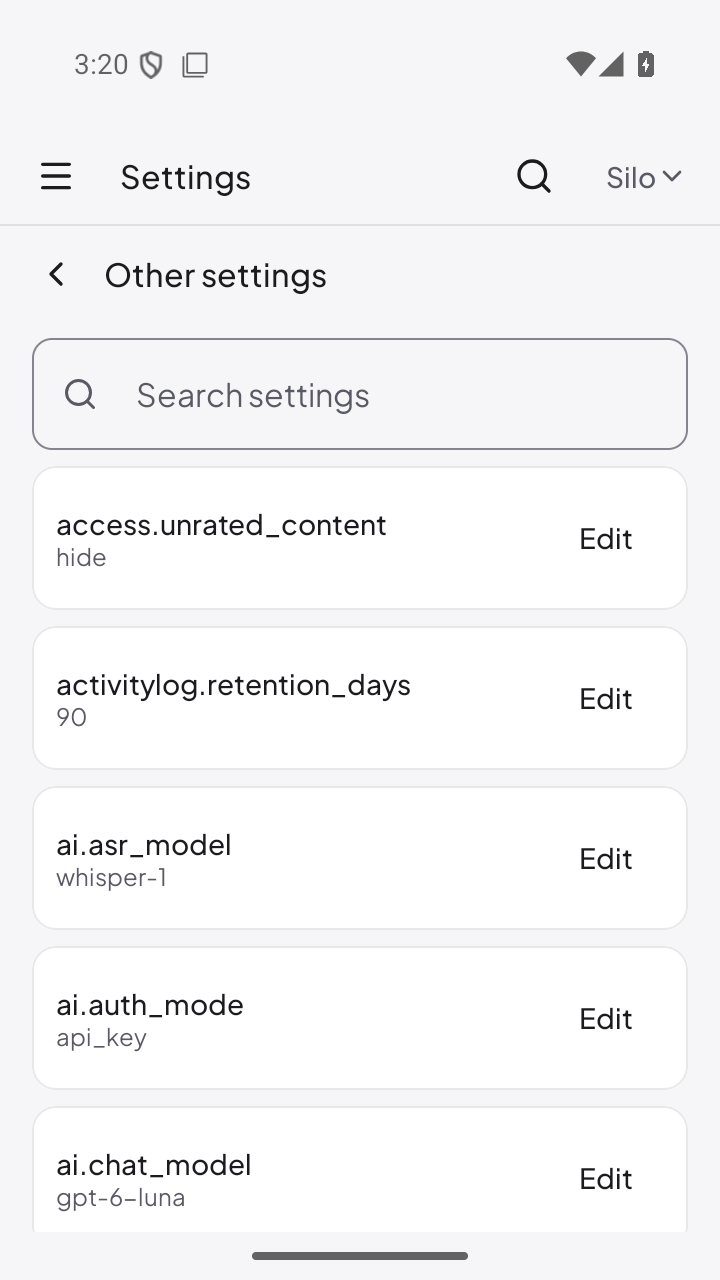 3:20
Settings
Silo
Other settings
Search settings
access.unrated_content
hide
Edit
activitylog.retention_days
90
Edit
ai.asr_model
whisper-1
Edit
ai.auth_mode
api_key
Edit
ai.chat_model
gpt-6-luna
Edit